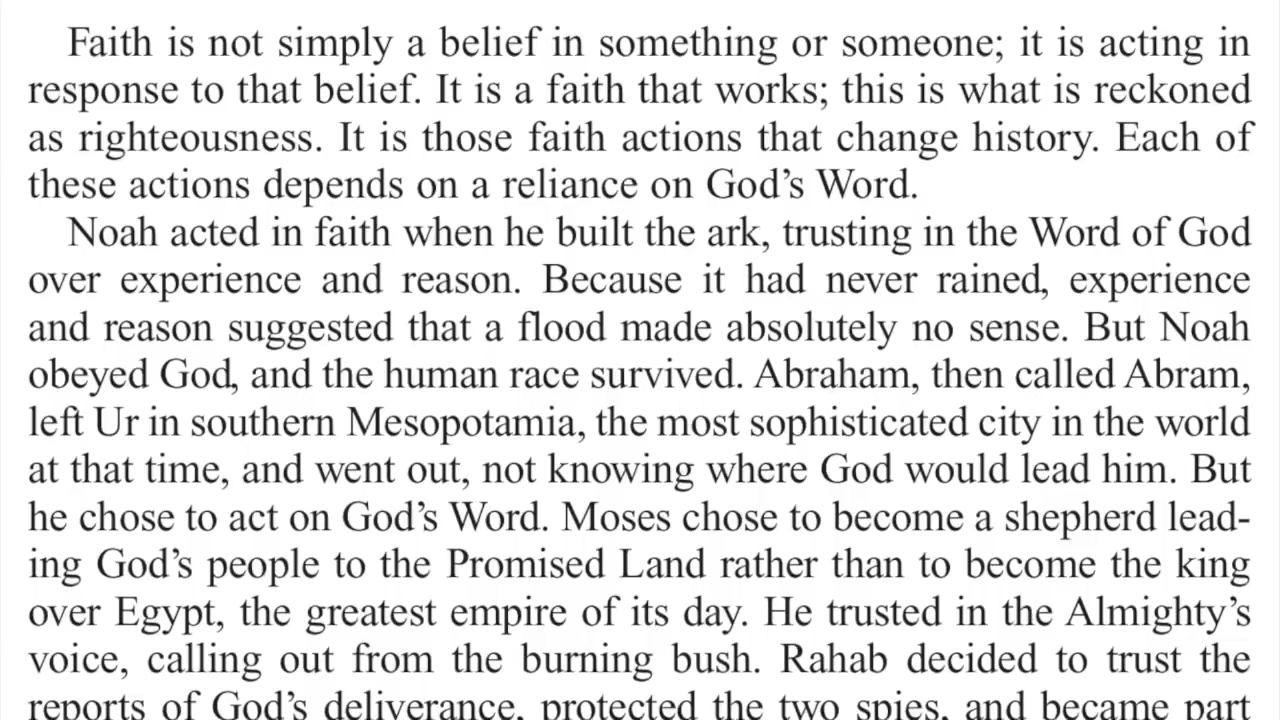 Faith is not simply a belief in something or someone; it is acting in
response to that belief. It is a faith that works; this is what is reckoned
as righteousness. It is those faith actions that change history. Each of
these actions depends on a reliance on God’s Word.
Noah acted in faith when he built the ark, trusting in the Word of God
over experience and reason. Because it had never rained, experience
and reason suggested that a flood made absolutely no sense. But Noah
obeyed God, and the human race survived. Abraham, then called Abram,
left Ur in southern Mesopotamia, the most sophisticated city in the world
at that time, and went out, not knowing where God would lead him. But
he chose to act on God’s Word. Moses chose to become a shepherd lead-
ing God’s people to the Promised Land rather than to become the king
over Egypt, the greatest empire of its day. He trusted in the Almighty’s
voice, calling out from the burning bush. Rahab decided to trust the
reports of God’s deliverance, protected the two spies, and became part